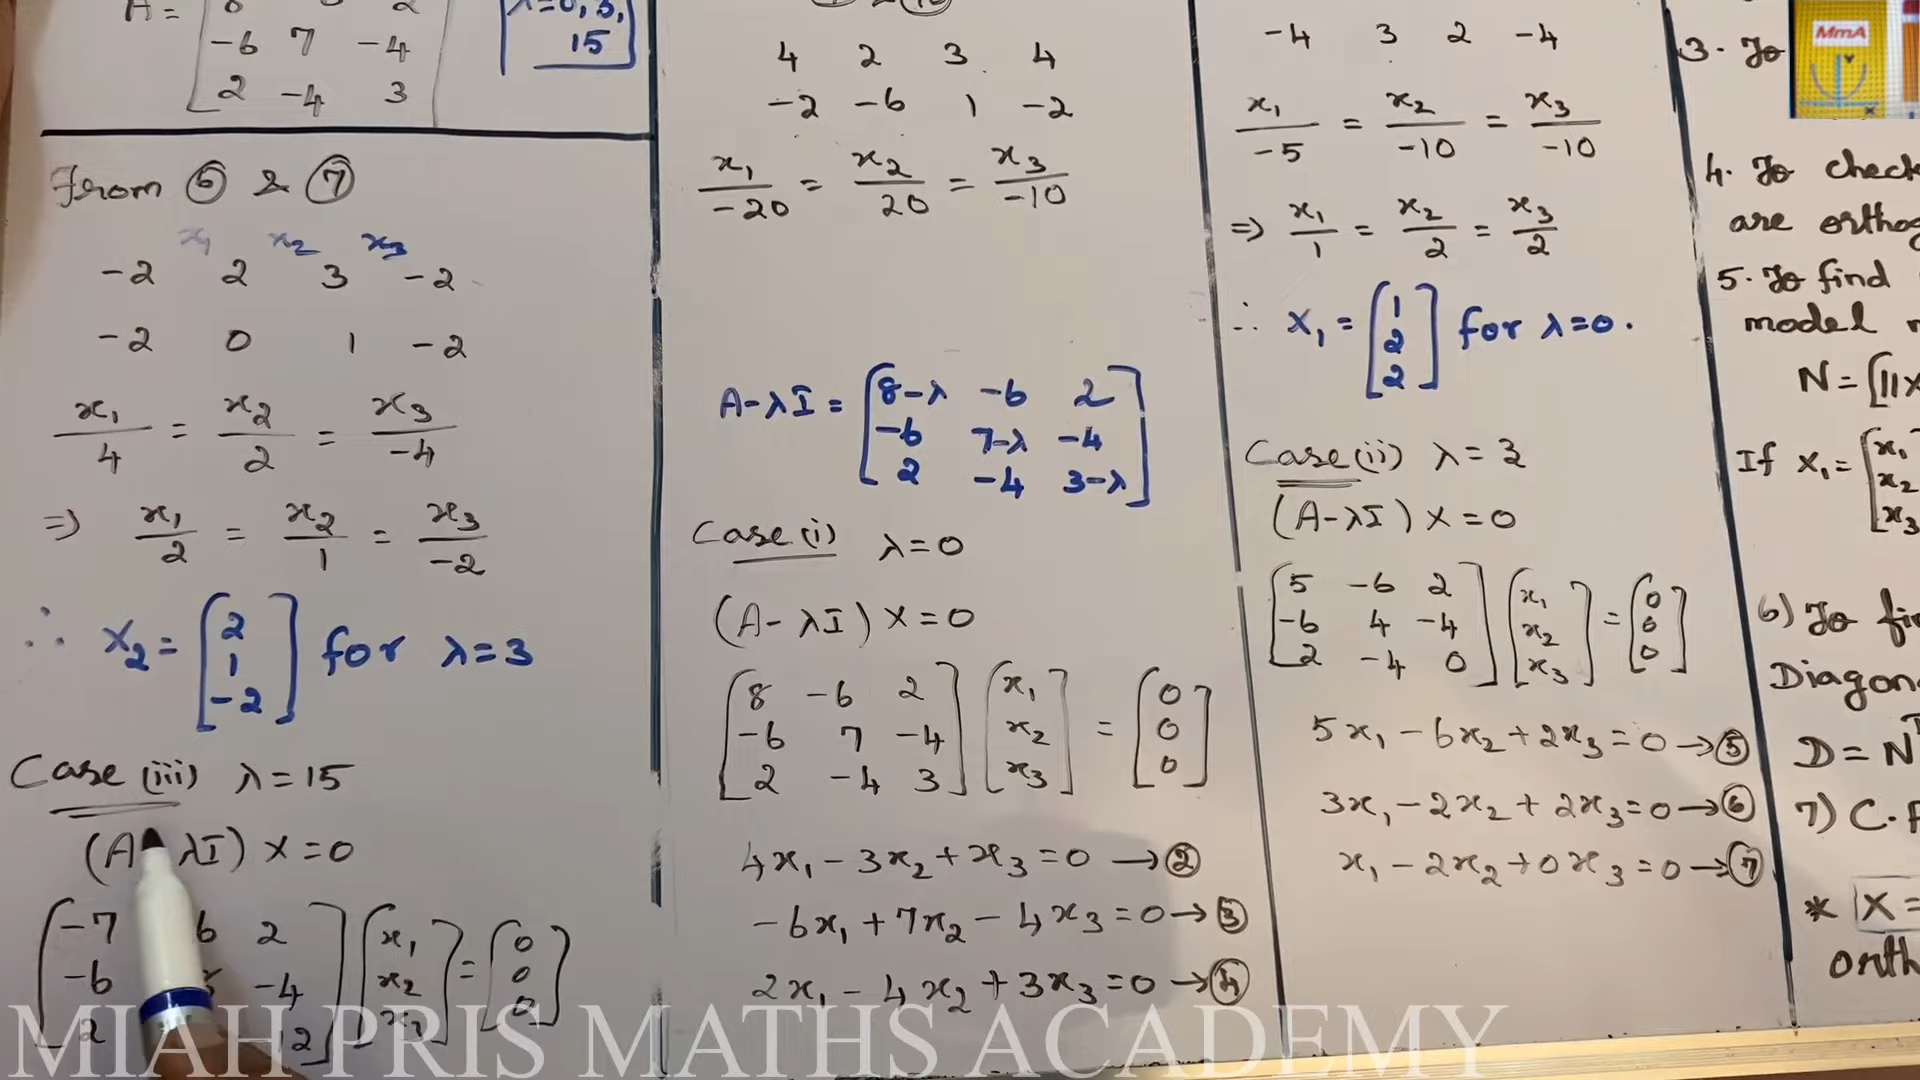 A = 8 2
-6 7 -4
2 -4 3
λ=0, 3,
15
From ⑥ & ⑦
x₁ x₂ x₃
-2 2 3 -2
-2 0 1 -2
x₁/4 = x₂/2 = x₃/-4
⇒ x₁/2 = x₂/1 = x₃/-2
∴ X₂ = [2 1 -2] for λ=3
Case (iii) λ=15
(A λI) X = 0
-7 6 2 x₁ 0
-6 -4 x₂ = 0
2 12 x₃ 0
4 2 3 4
-2 -6 1 -2
x₁/-20 = x₂/20 = x₃/-10
A-λI = 8-λ -6 2
-6 7-λ -4
2 -4 3-λ
Case (i) λ=0
(A-λI) X = 0
8 -6 2 x₁ 0
-6 7 -4 x₂ = 0
2 -4 3 x₃ 0
4x₁ - 3x₂ + x₃ = 0 → ②
-6x₁ + 7x₂ - 4x₃ = 0 → ③
2x₁ - 4x₂ + 3x₃ = 0 → ④
-4 3 2 -4
x₁/-5 = x₂/-10 = x₃/-10
⇒ x₁/1 = x₂/2 = x₃/2
∴ X₁ = [1 2 2] for λ=0.
Case (ii) λ=3
(A-λI) X = 0
5 -6 2 x₁ 0
-6 4 -4 x₂ = 0
2 -4 0 x₃ 0
5x₁ - 6x₂ + 2x₃ = 0 → ⑤
3x₁ - 2x₂ + 2x₃ = 0 → ⑥
x₁ - 2x₂ + 0x₃ = 0 → ⑦
3. To
4. To check
are orthog
5. To find
model
N =
If X₁ = x₁
x₂
x₃
6) To fi
Diagon
D = N
7) C.F
* X =
orth
MmA
MIAH PRIS MATHS ACADEMY